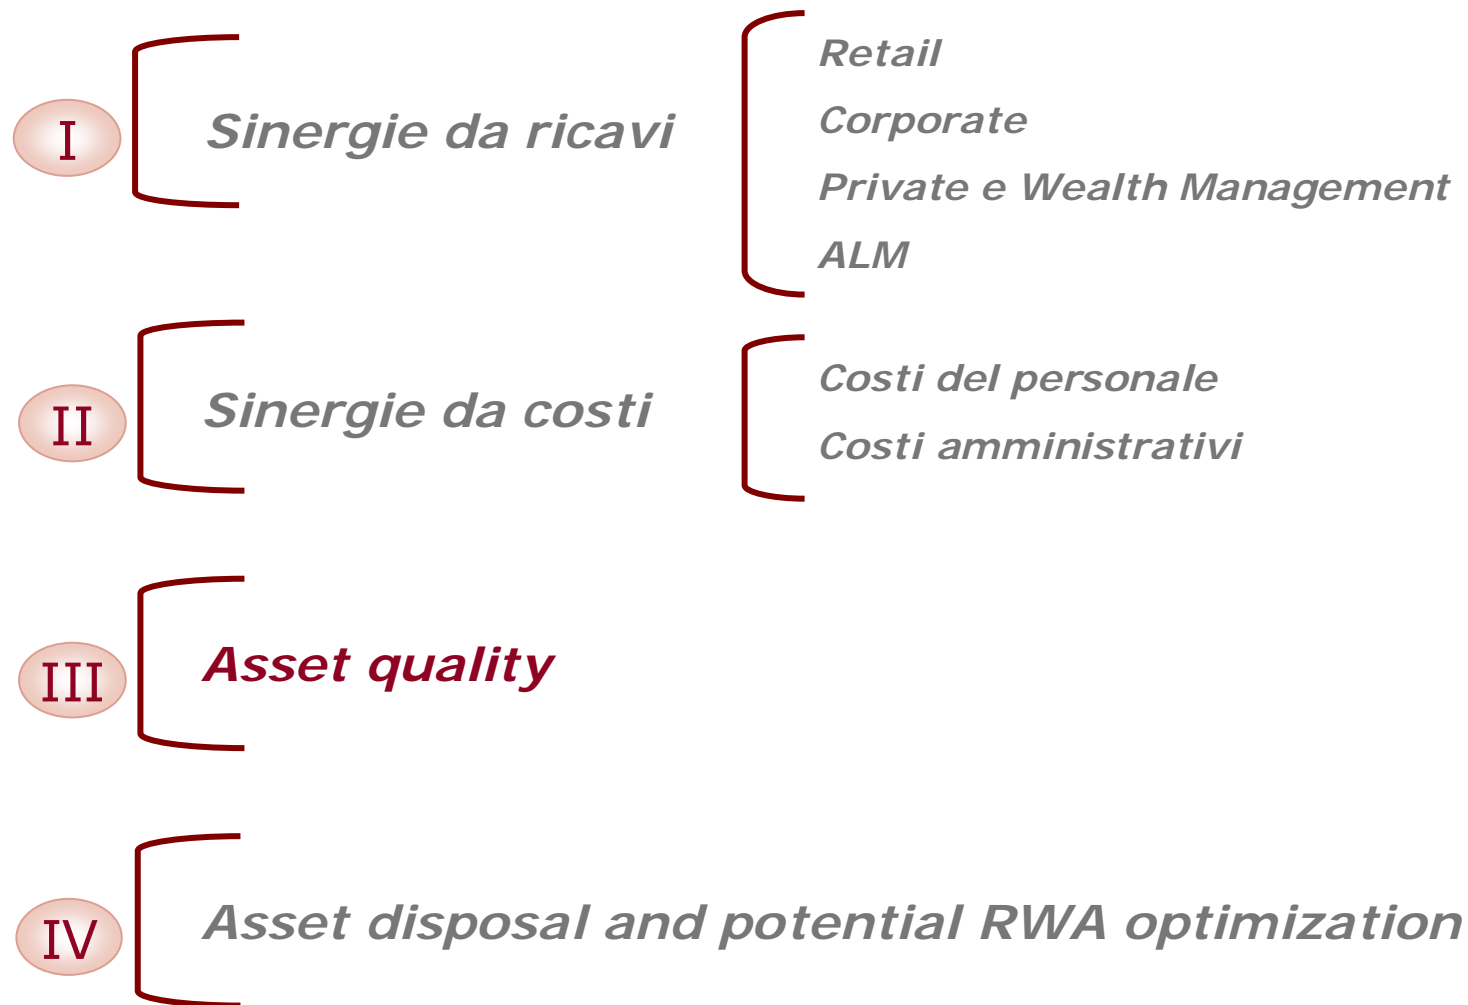 I
Sinergie da ricavi
Retail
Corporate
Private e Wealth Management
ALM
II
Sinergie da costi
Costi del personale
Costi amministrativi
III
Asset quality
IV
Asset disposal and potential RWA optimization